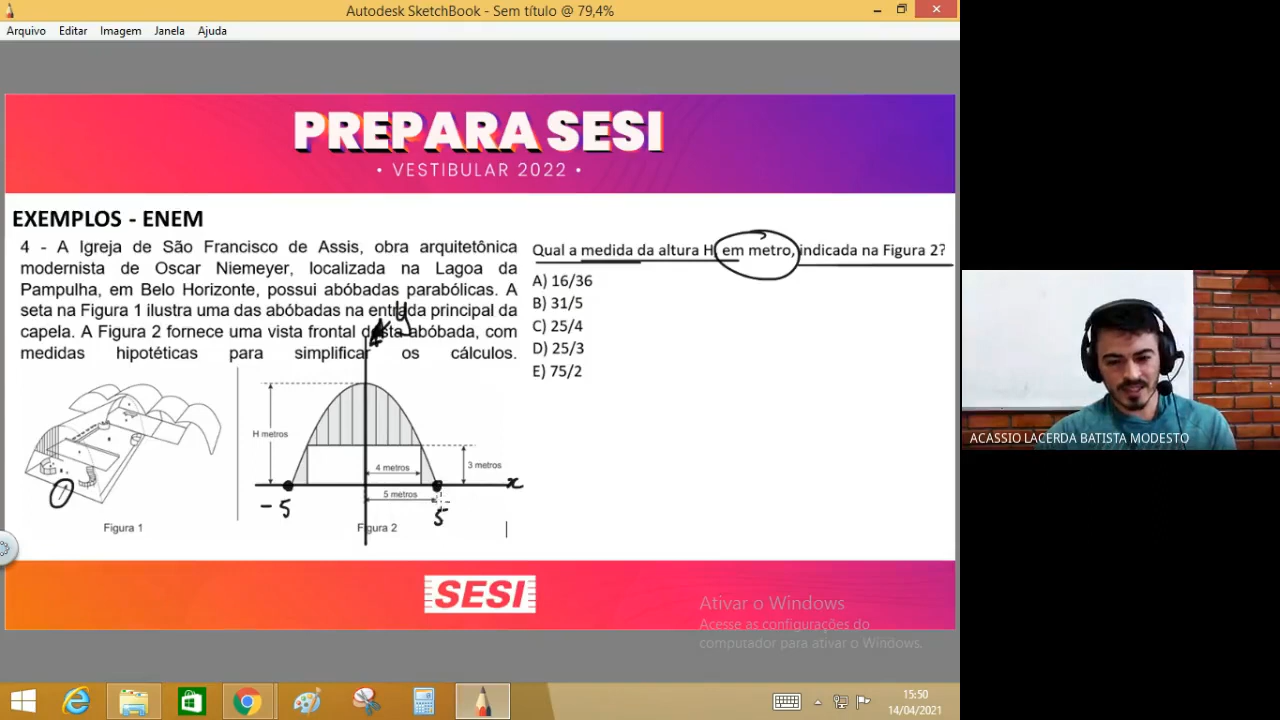 Autodesk SketchBook - Sem título @ 79,4%
Arquivo Editar Imagem Janela Ajuda
PREPARA SESI
• VESTIBULAR 2022 •
EXEMPLOS - ENEM
4 - A Igreja de São Francisco de Assis, obra arquitetônica
modernista de Oscar Niemeyer, localizada na Lagoa da
Pampulha, em Belo Horizonte, possui abóbadas parabólicas. A
seta na Figura 1 ilustra uma das abóbadas na entrada principal da
capela. A Figura 2 fornece uma vista frontal desta abóbada, com
medidas hipotéticas para simplificar os cálculos.
y
H metros
4 metros
3 metros
5 metros
x
-5
5
Figura 1
Figura 2
Qual a medida da altura H, em metro, indicada na Figura 2?
A) 16/36
B) 31/5
C) 25/4
D) 25/3
E) 75/2
SESI
Ativar o Windows
Acesse as configurações do
computador para ativar o Windows.
ACASSIO LACERDA BATISTA MODESTO
15:50
14/04/2021